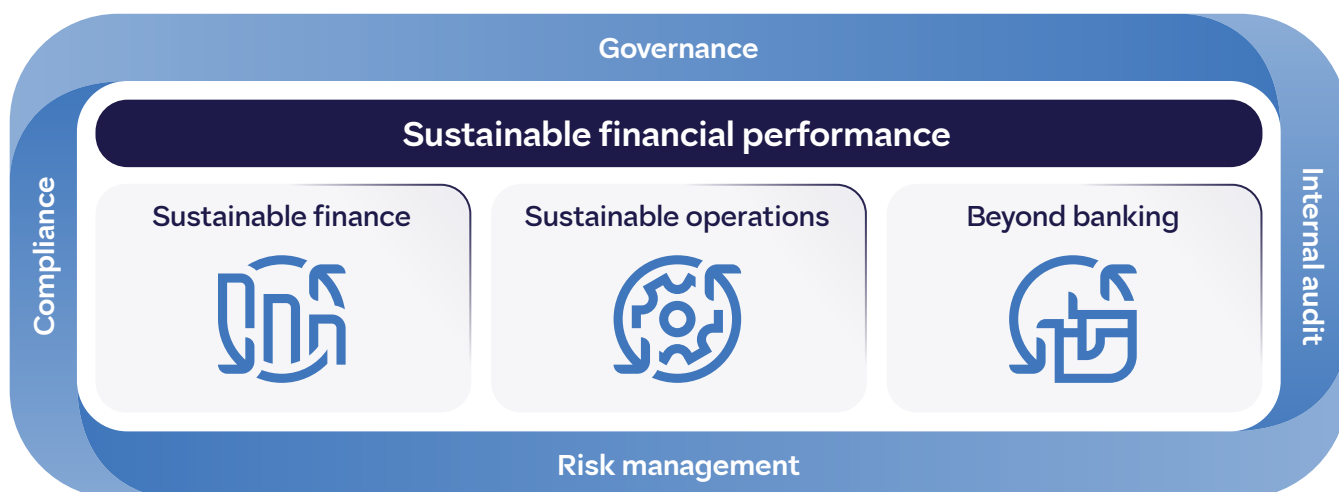 Governance
Sustainable financial performance
Compliance
Sustainable finance
Sustainable operations
Beyond banking
Internal audit
Risk management